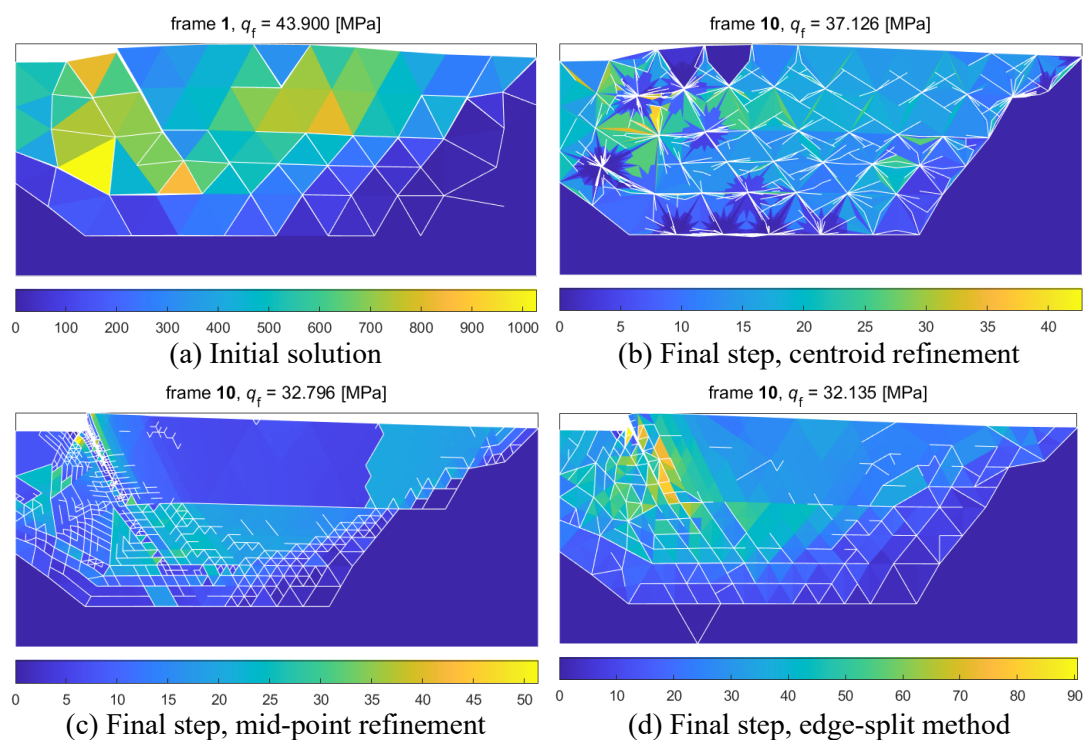 frame 1, q_f = 43.900 [MPa]
frame 10, q_f = 37.126 [MPa]
0 100 200 300 400 500 600 700 800 900 1000
0 5 10 15 20 25 30 35 40
(a) Initial solution
(b) Final step, centroid refinement
frame 10, q_f = 32.796 [MPa]
frame 10, q_f = 32.135 [MPa]
0 5 10 15 20 25 30 35 40 45 50
0 10 20 30 40 50 60 70 80 90
(c) Final step, mid-point refinement
(d) Final step, edge-split method